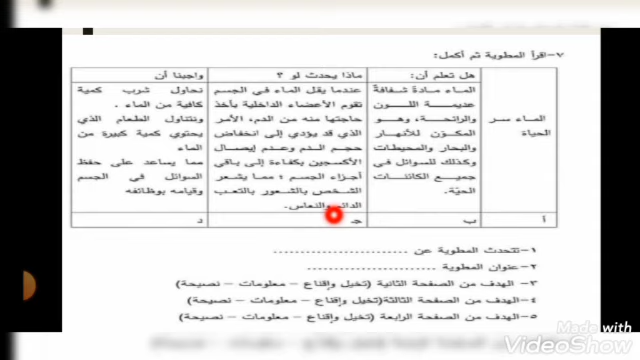 ٧- اقرأ المطوية ثم أكمل:
هل تعلم أن:
ماذا يحدث لو ؟
واجبنا أن
الماء سر
الحياة
الماء مادة شفافة
عديمة اللون
والرائحة، وهو
المكون للأنهار
والبحار والمحيطات
وكذلك للسوائل في
جميع الكائنات
الحيّة.
عندما يقل الماء في الجسم
تقوم الأعضاء الداخلية بأخذ
حاجتها منه من الدم، الأمر
الذي قد يؤدي إلى انخفاض
حجم الدم وعدم إيصال
الأكسجين بكفاءة إلى باقي
أجزاء الجسم؛ مما يشعر
الشخص بالشعور بالتعب
الدائم والنعاس.
نحاول شرب كمية
كافية من الماء .
ونتناول الطعام الذي
يحتوي كمية كبيرة من
الماء
مما يساعد على حفظ
السوائل في الجسم
وقيامه بوظائفه
أ
ب
جـ
د
١- تتحدث المطوية عن ................................
٢- عنوان المطوية ........................
٣- الهدف من الصفحة الثانية (تخيل وإقناع – معلومات – نصيحة)
٤- الهدف من الصفحة الثالثة(تخيل وإقناع – معلومات – نصيحة)
٥- الهدف من الصفحة الرابعة (تخيل وإقناع – معلومات – نصيحة)
Made with
VideoShow